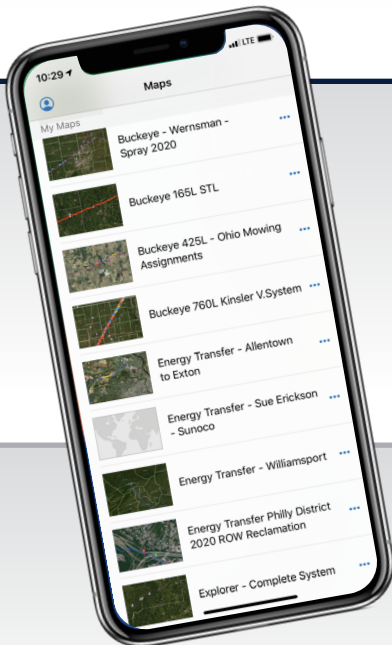 10:29
LTE
Maps
My Maps
Buckeye - Wernsman -
Spray 2020
Buckeye 165L STL
Buckeye 425L - Ohio Mowing
Assignments
Buckeye 760L Kinsler V.System
Energy Transfer - Allentown
to Exton
Energy Transfer - Sue Erickson
- Sunoco
Energy Transfer - Williamsport
Energy Transfer Philly District
2020 ROW Reclamation
Explorer - Complete System